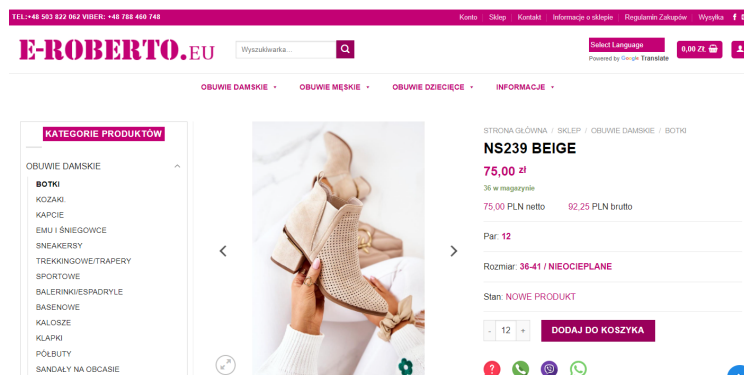 TEL:+48 503 822 062 VIBER: +48 788 460 748
Konto Sklep Kontakt Informacje o sklepie Regulamin Zakupów Wysyłka
E-ROBERTO.EU
Wyszukiwarka...
Select Language
Powered by Google Translate
0,00 ZŁ
OBUWIE DAMSKIE
OBUWIE MĘSKIE
OBUWIE DZIECIĘCE
INFORMACJE
KATEGORIE PRODUKTÓW
OBUWIE DAMSKIE
BOTKI
KOZAKI.
KAPCIE
EMU I ŚNIEGOWCE
SNEAKERSY
TREKKINGOWE/TRAPERY
SPORTOWE
BALERINKI/ESPADRYLE
BASENOWE
KALOSZE
KLAPKI
PÓŁBUTY
SANDAŁY NA OBCASIE
STRONA GŁÓWNA / SKLEP / OBUWIE DAMSKIE / BOTKI
NS239 BEIGE
75,00 zł
36 w magazynie
75,00 PLN netto 92,25 PLN brutto
Par: 12
Rozmiar: 36-41 / NIEOCIEPLANE
Stan: NOWE PRODUKT
- 12 +
DODAJ DO KOSZYKA